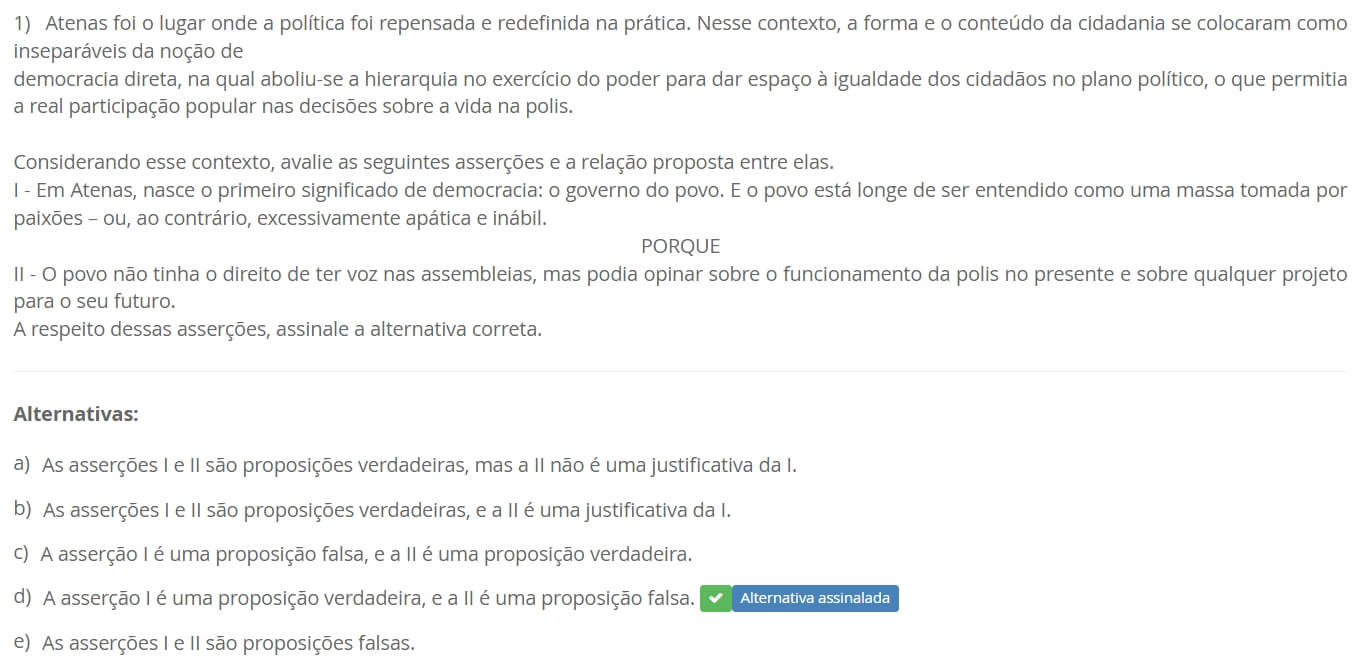 1) Atenas foi o lugar onde a política foi repensada e redefinida na prática. Nesse contexto, a forma e o conteúdo da cidadania se colocaram como
inseparáveis da noção de
democracia direta, na qual aboliu-se a hierarquia no exercício do poder para dar espaço à igualdade dos cidadãos no plano político, o que permitia
a real participação popular nas decisões sobre a vida na polis.
Considerando esse contexto, avalie as seguintes asserções e a relação proposta entre elas.
I - Em Atenas, nasce o primeiro significado de democracia: o governo do povo. E o povo está longe de ser entendido como uma massa tomada por
paixões – ou, ao contrário, excessivamente apática e inábil.
PORQUE
II - O povo não tinha o direito de ter voz nas assembleias, mas podia opinar sobre o funcionamento da polis no presente e sobre qualquer projeto
para o seu futuro.
A respeito dessas asserções, assinale a alternativa correta.
Alternativas:
a) As asserções I e II são proposições verdadeiras, mas a II não é uma justificativa da I.
b) As asserções I e II são proposições verdadeiras, e a II é uma justificativa da I.
c) A asserção I é uma proposição falsa, e a II é uma proposição verdadeira.
d) A asserção I é uma proposição verdadeira, e a II é uma proposição falsa. Alternativa assinalada
e) As asserções I e II são proposições falsas.